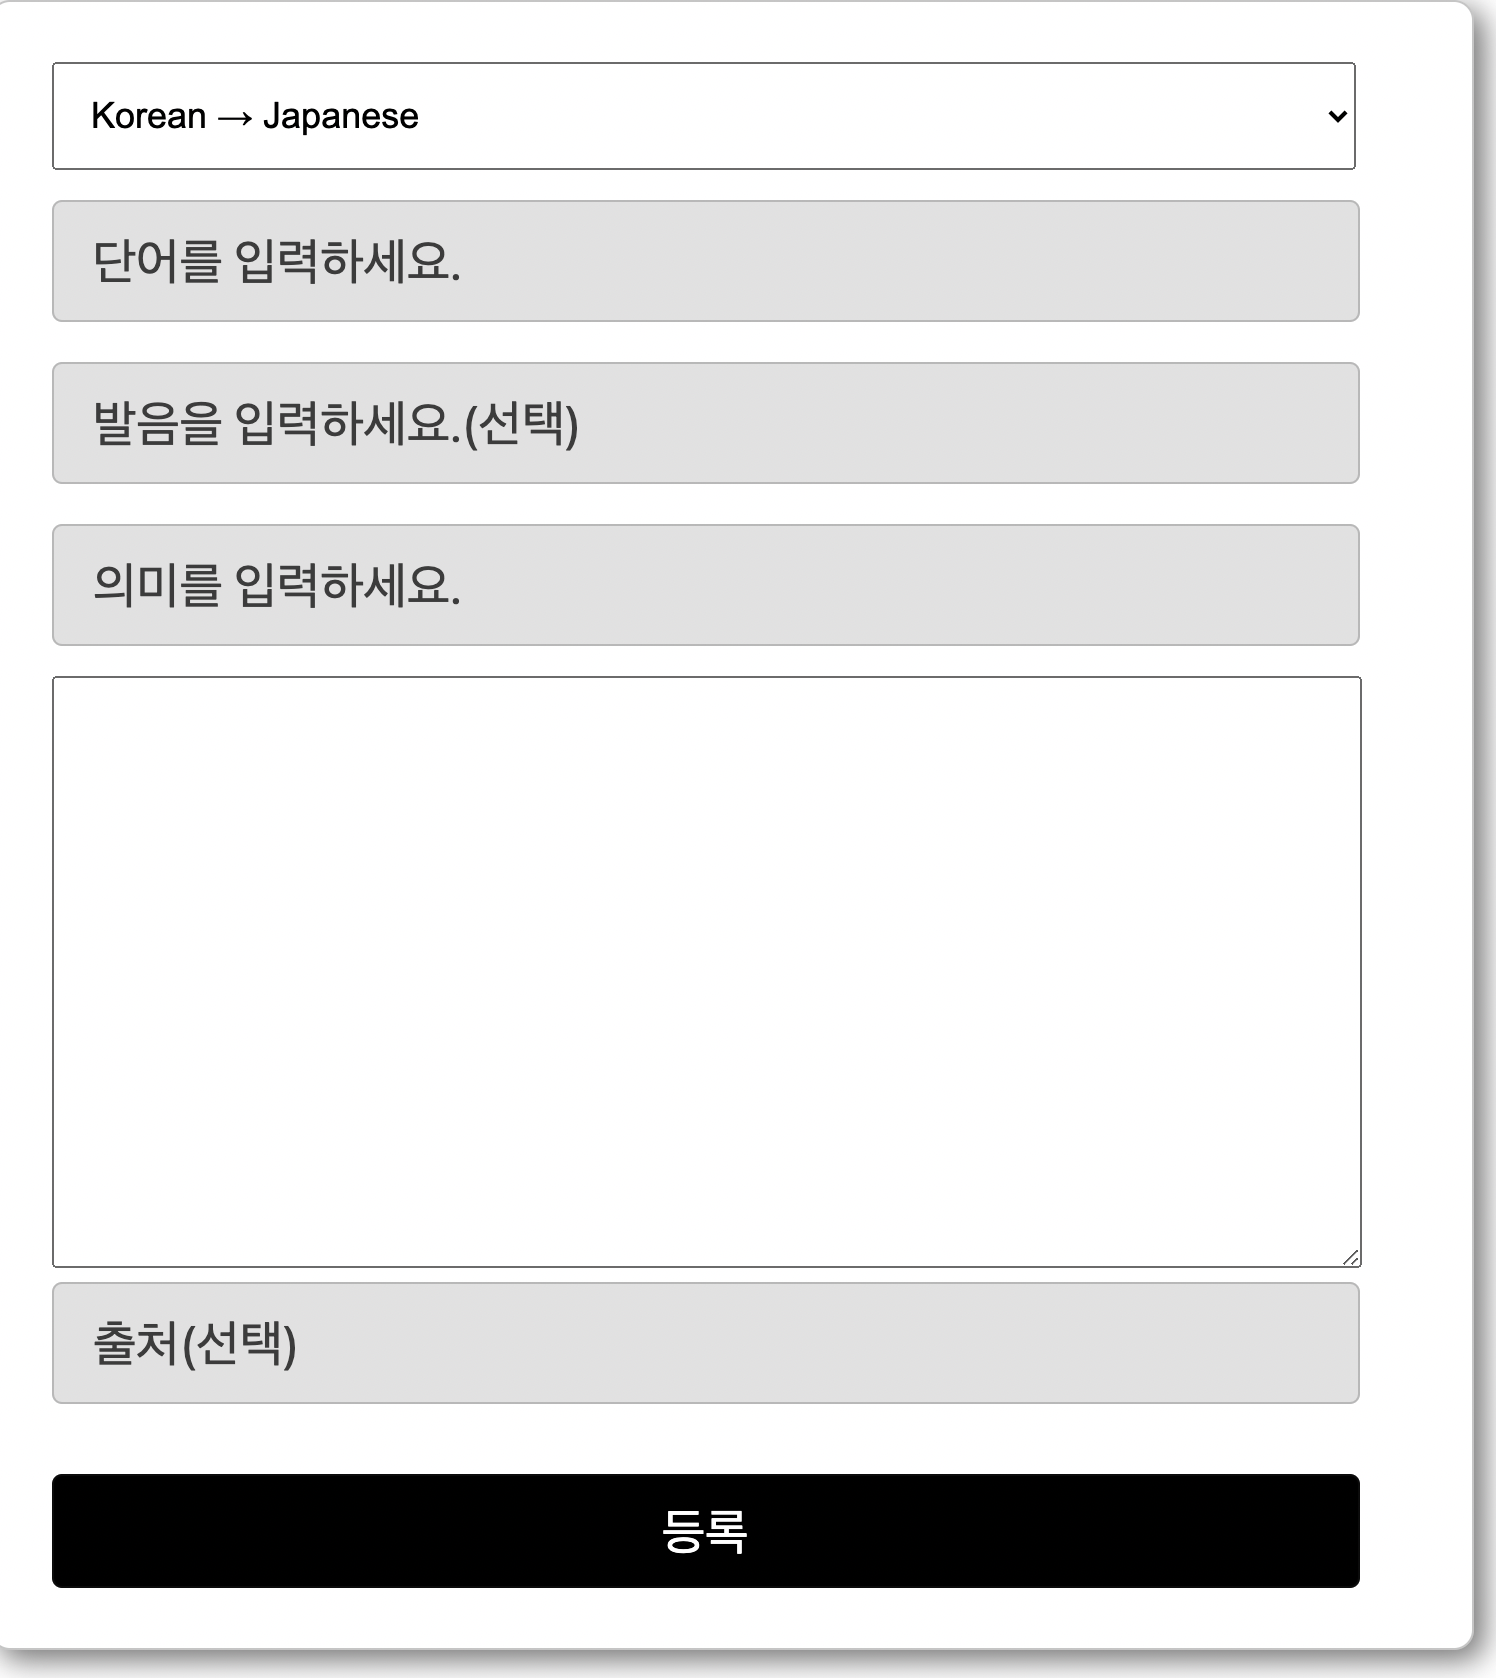 Korean → Japanese
단어를 입력하세요.
발음을 입력하세요.(선택)
의미를 입력하세요.
출처(선택)
등록